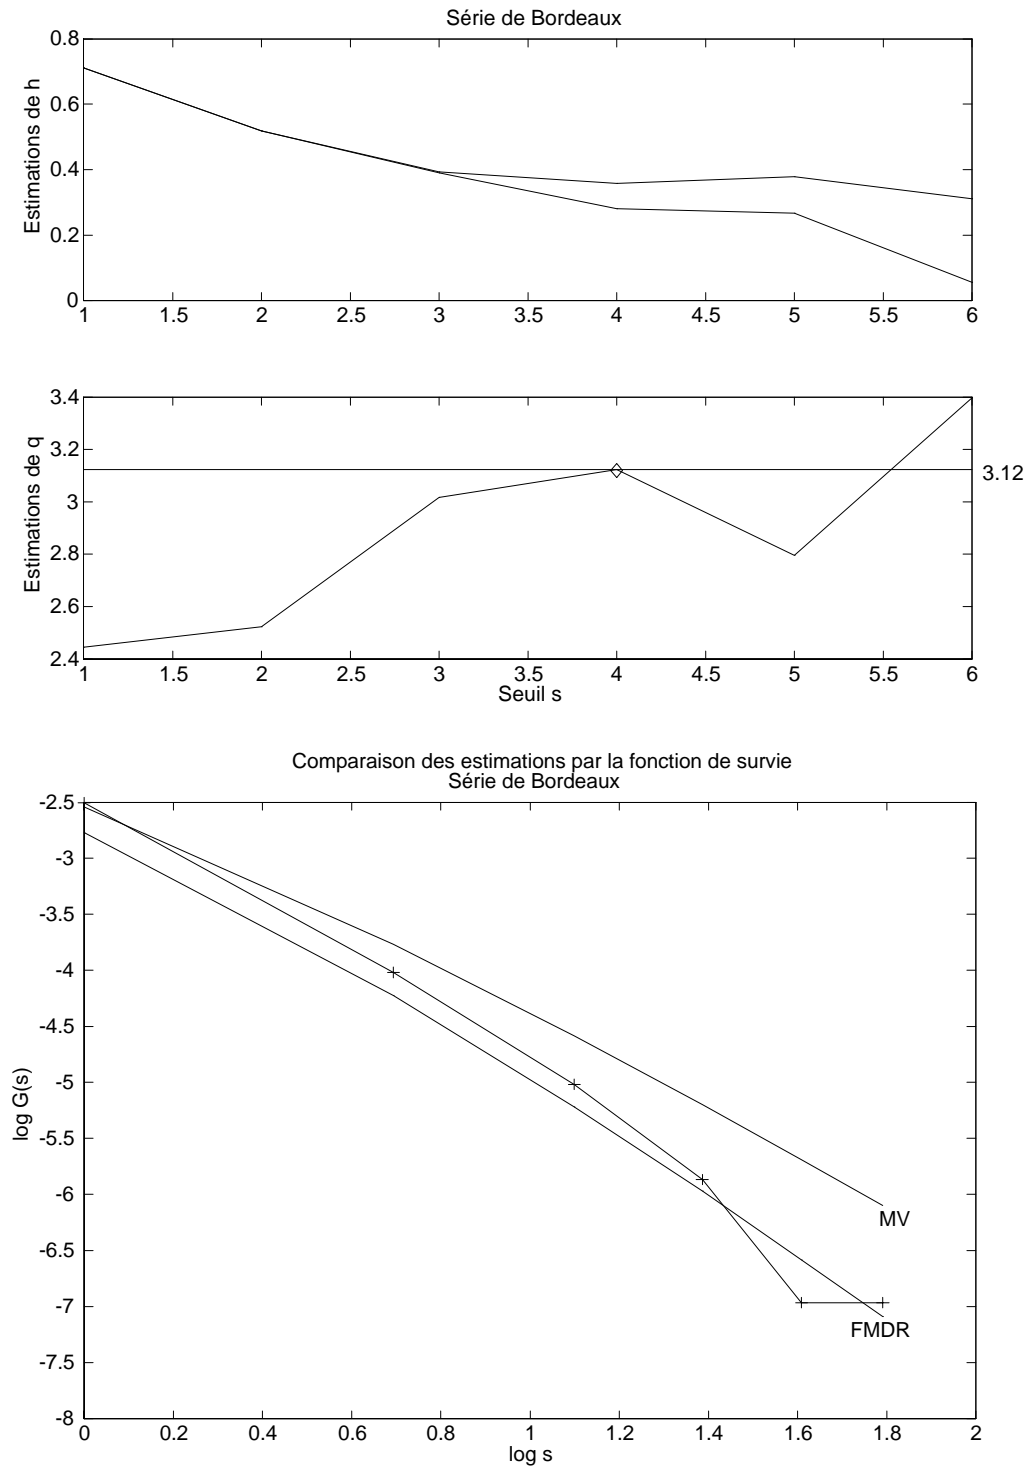 Série de Bordeaux
Estimations de h
0.8
0.6
0.4
0.2
0
1 1.5 2 2.5 3 3.5 4 4.5 5 5.5 6
Estimations de q
3.4
3.2
3
2.8
2.6
2.4
3.12
1 1.5 2 2.5 3 3.5 4 4.5 5 5.5 6
Seuil s
Comparaison des estimations par la fonction de survie
Série de Bordeaux
log G(s)
-2.5
-3
-3.5
-4
-4.5
-5
-5.5
-6
-6.5
-7
-7.5
-8
MV
FMDR
0 0.2 0.4 0.6 0.8 1 1.2 1.4 1.6 1.8 2
log s